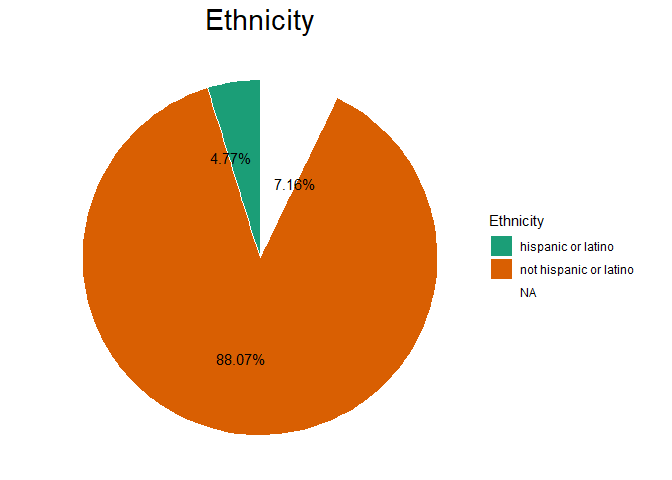 Ethnicity
4.77%
7.16%
88.07%
Ethnicity
hispanic or latino
not hispanic or latino
NA